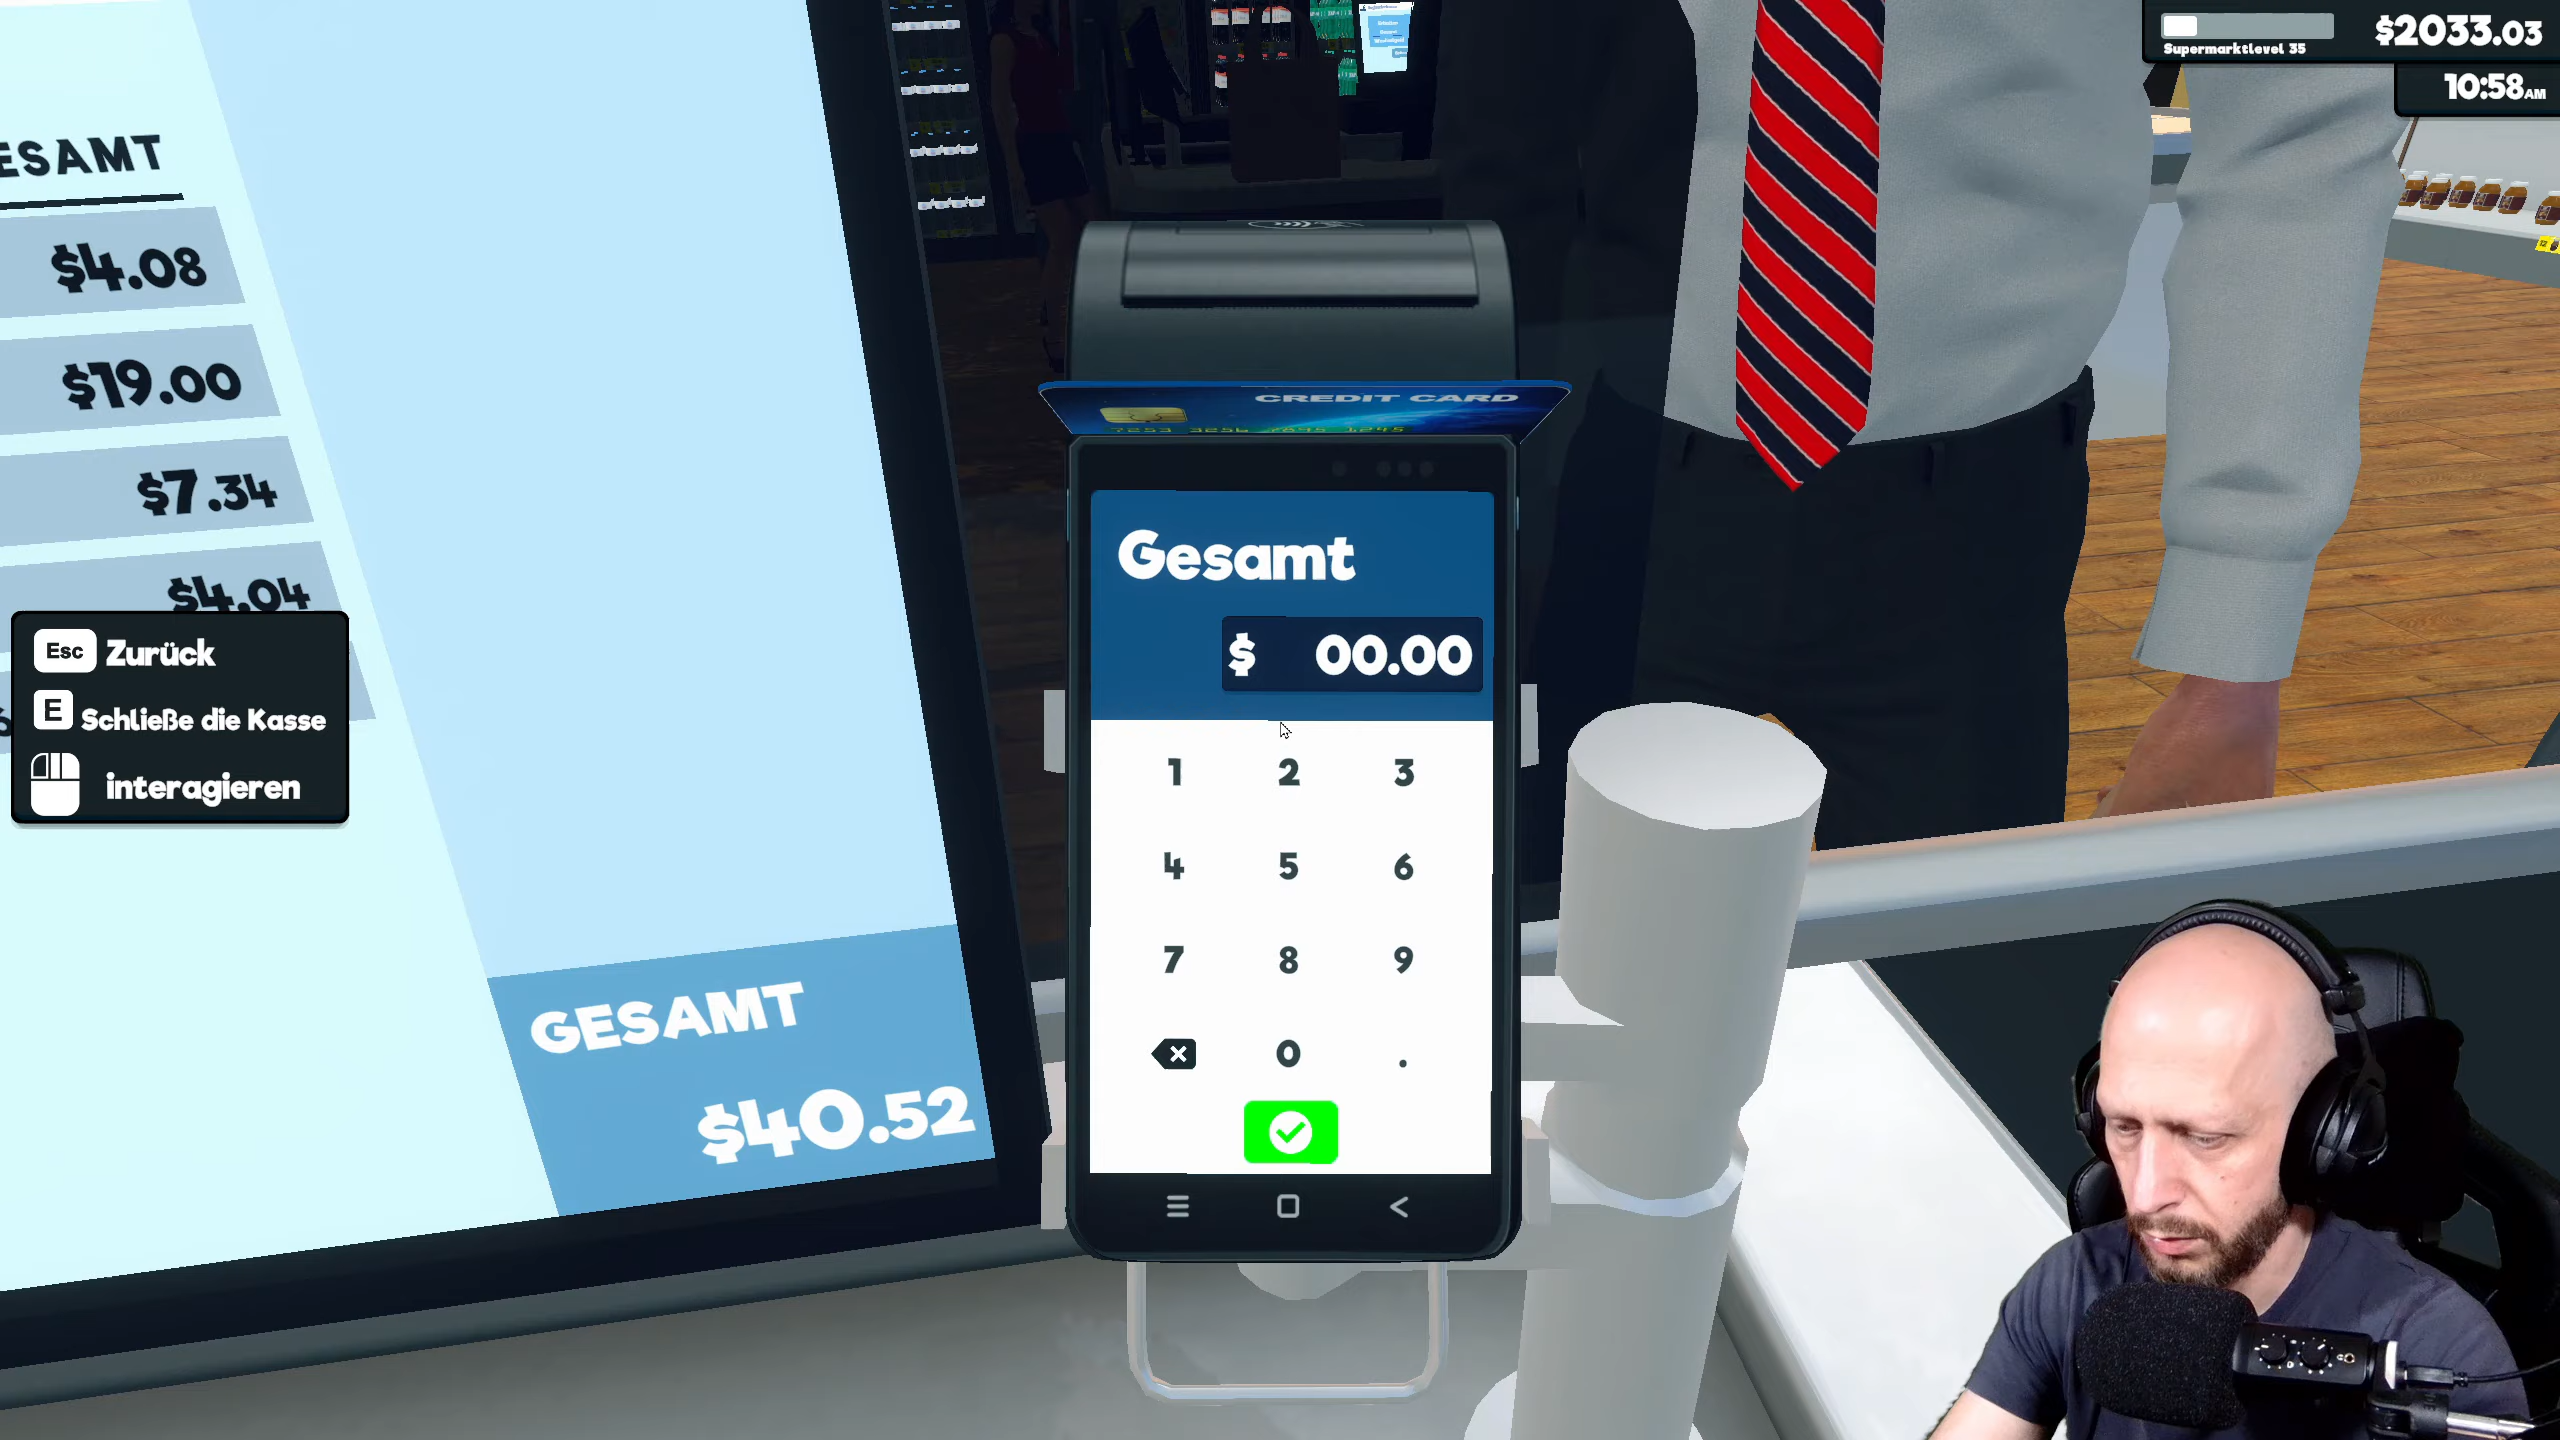 Supermarktlevel 35
$2033.03
10:58AM
ESAMT
$4.08
$19.00
$7.34
$4.04
Esc Zurück
E Schließe die Kasse
interagieren
GESAMT
$40.52
CREDIT CARD
Gesamt
$ 00.00
1 2 3
4 5 6
7 8 9
0 .